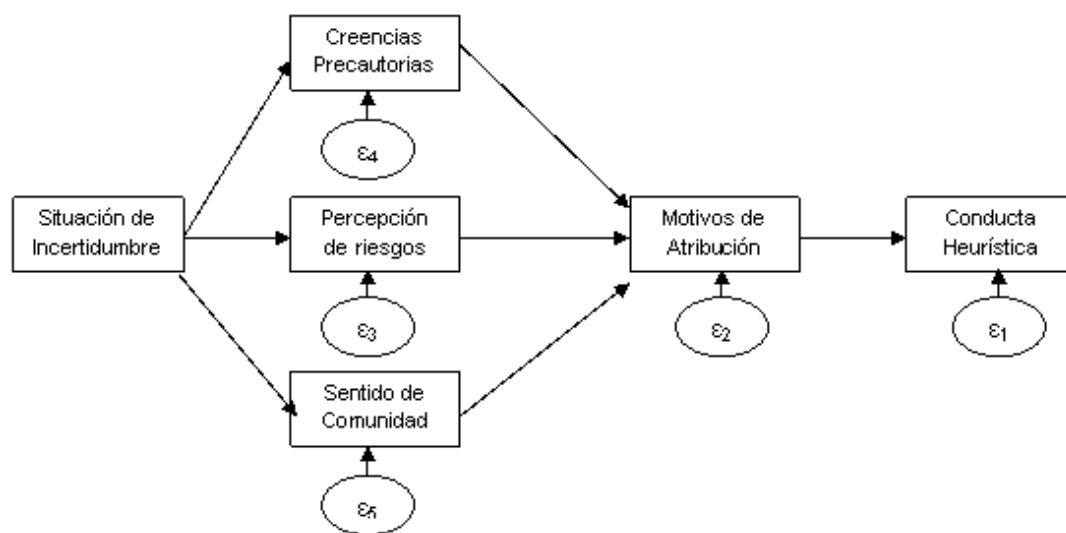 Creencias
Precautorias
ε4
Situación de
Incertidumbre
Percepción
de riesgos
ε3
Motivos de
Atribución
ε2
Conducta
Heurística
ε1
Sentido de
Comunidad
ε5